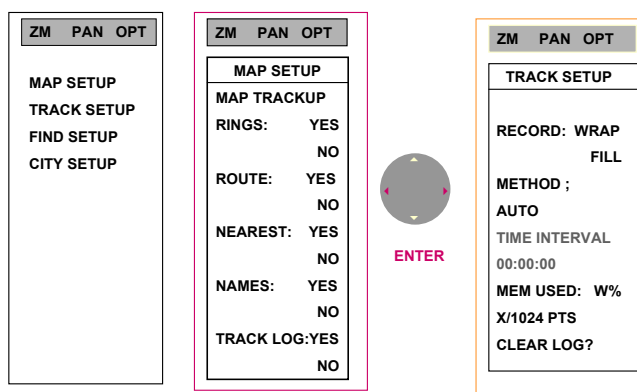 ZM PAN OPT
MAP SETUP
TRACK SETUP
FIND SETUP
CITY SETUP
ZM PAN OPT
MAP SETUP
MAP TRACKUP
RINGS: YES
NO
ROUTE: YES
NO
NEAREST: YES
NO
NAMES: YES
NO
TRACK LOG:YES
NO
ENTER
ZM PAN OPT
TRACK SETUP
RECORD: WRAP
FILL
METHOD ;
AUTO
TIME INTERVAL
00:00:00
MEM USED: W%
X/1024 PTS
CLEAR LOG?